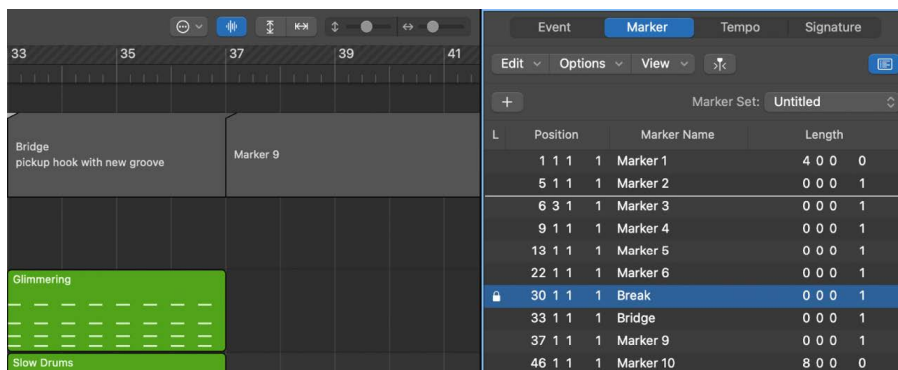 33 35 37 39 41
Bridge
pickup hook with new groove
Marker 9
Glimmering
Slow Drums
Event Marker Tempo Signature
Edit Options View
+ Marker Set: Untitled
L Position Marker Name Length
1 1 1 1 Marker 1 4 0 0 0
5 1 1 1 Marker 2 0 0 0 1
6 3 1 1 Marker 3 0 0 0 1
9 1 1 1 Marker 4 0 0 0 1
13 1 1 1 Marker 5 0 0 0 1
22 1 1 1 Marker 6 0 0 0 1
30 1 1 1 Break 0 0 0 1
33 1 1 1 Bridge 0 0 0 1
37 1 1 1 Marker 9 0 0 0 1
46 1 1 1 Marker 10 8 0 0 0